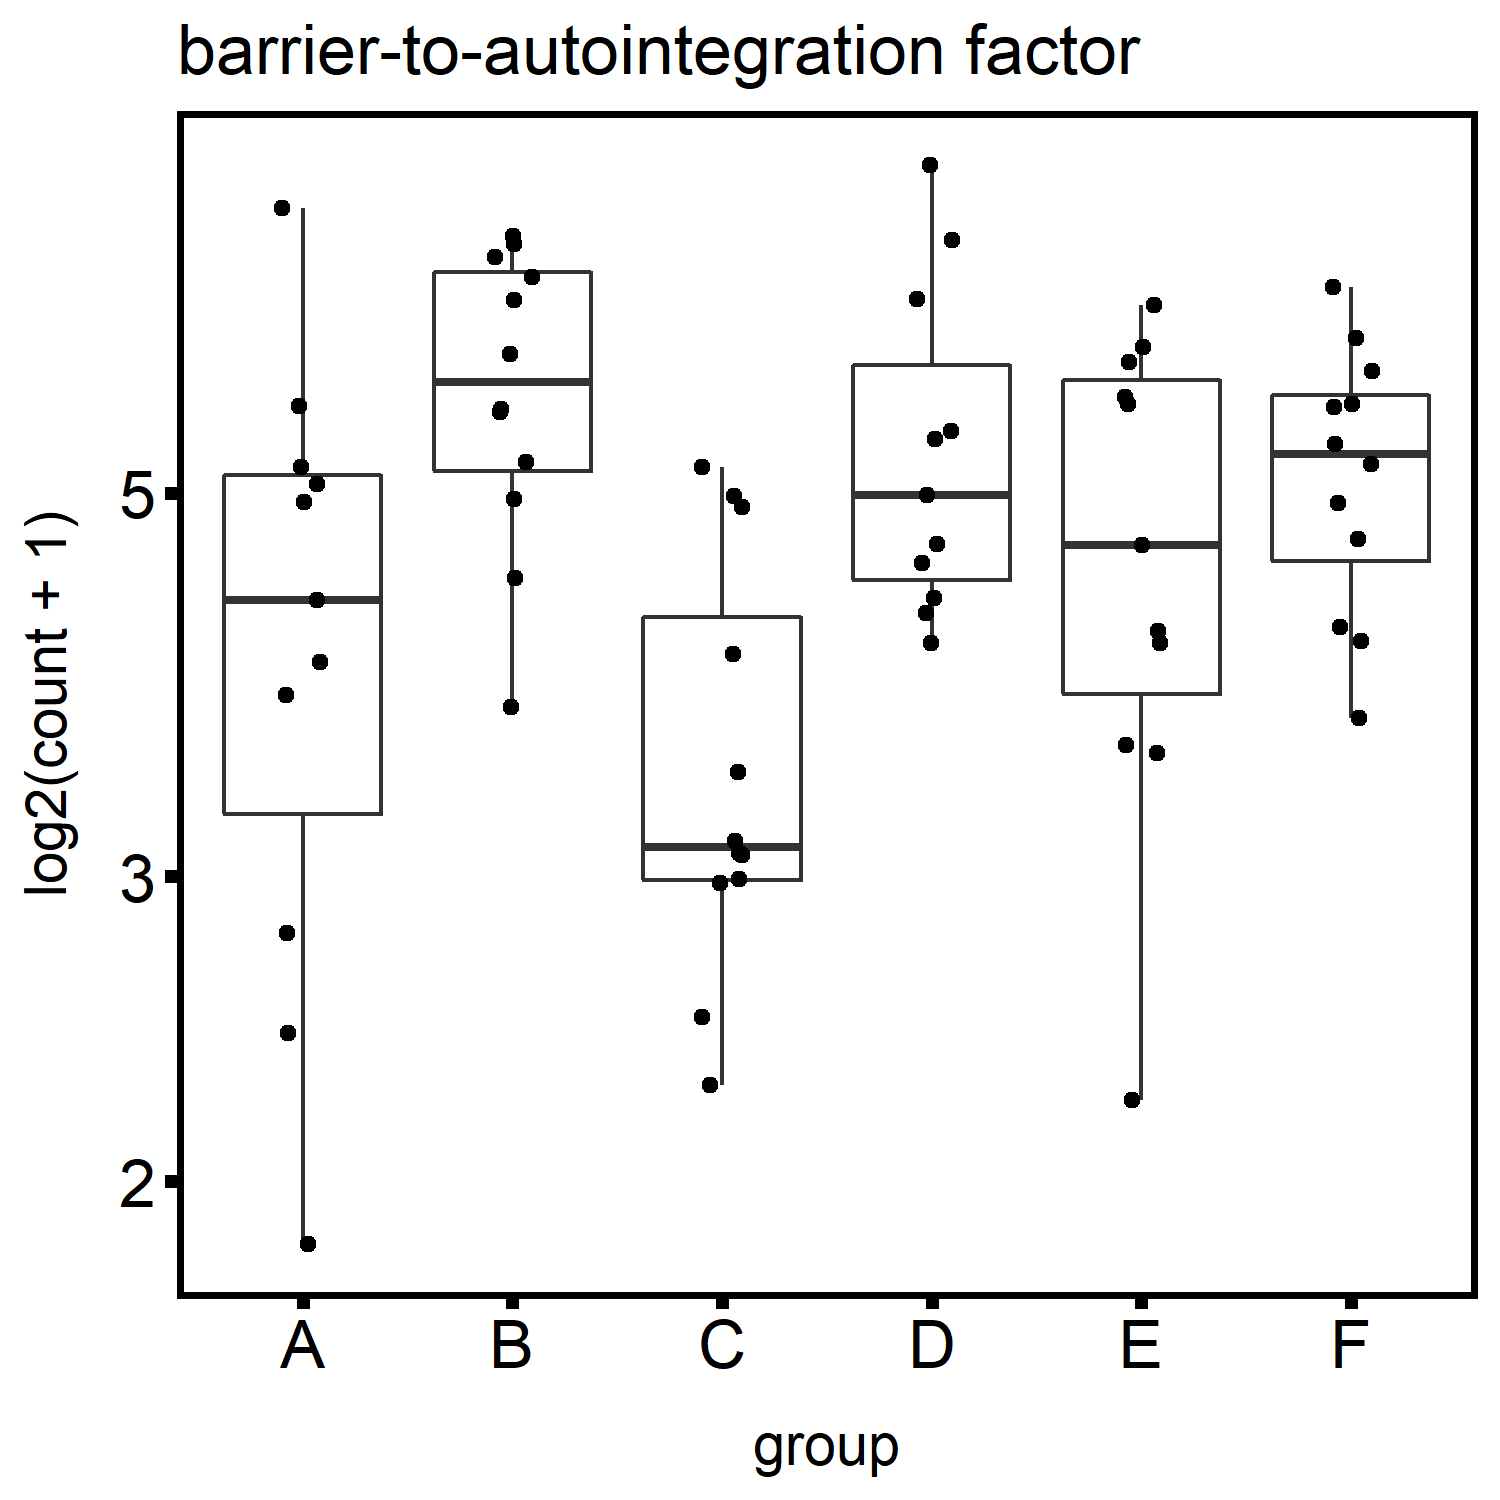 barrier-to-autointegration factor
log2(count + 1)
5
3
2
A B C D E F
group